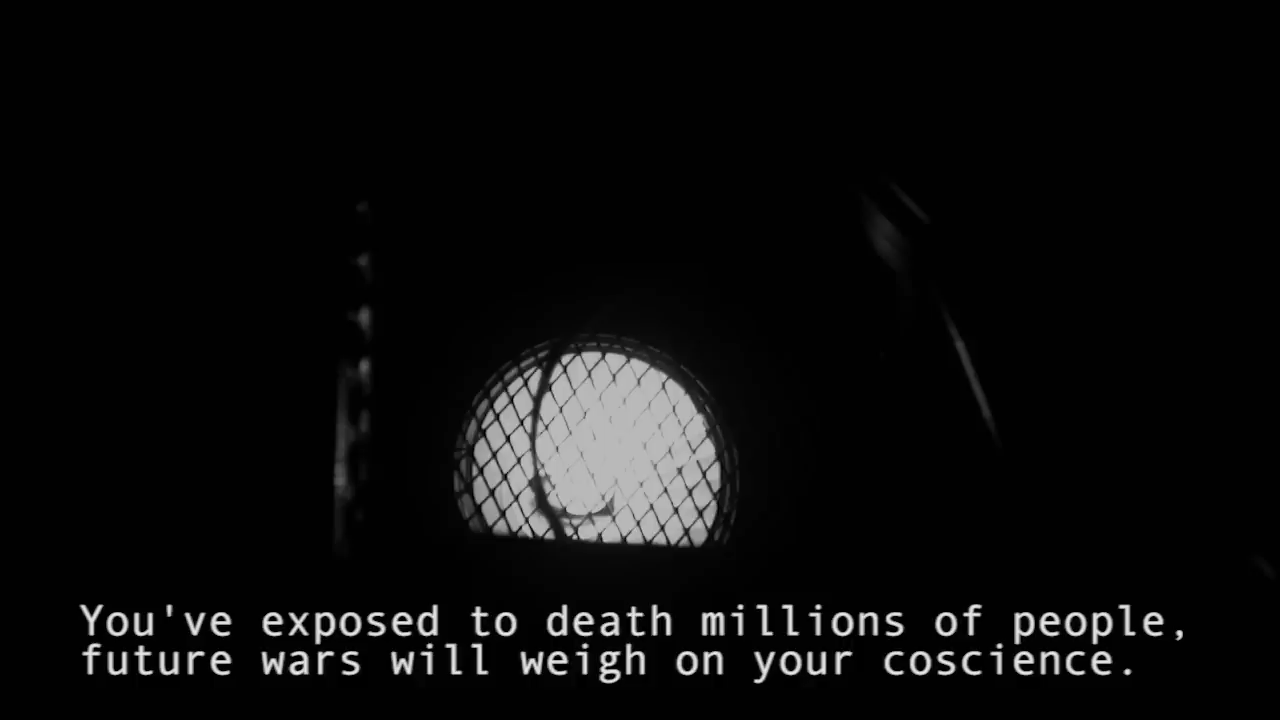 You've exposed to death millions of people,
future wars will weigh on your coscience.